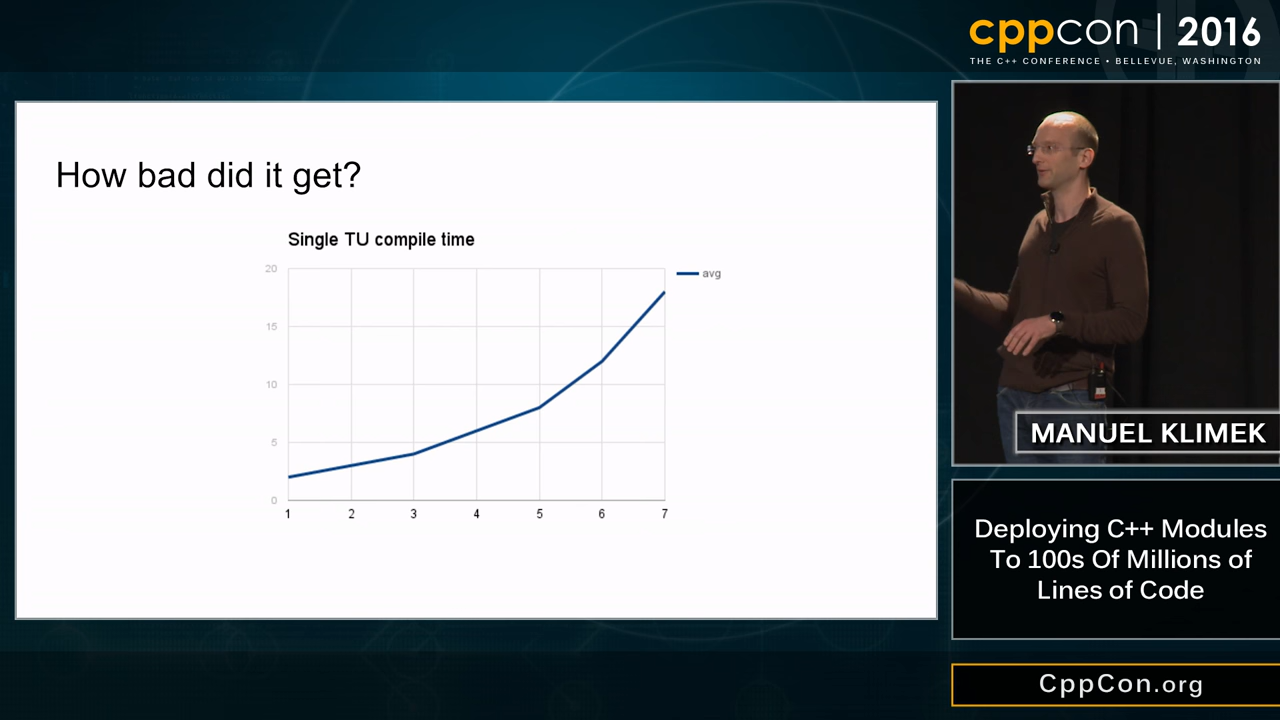 cppcon | 2016
THE C++ CONFERENCE • BELLEVUE, WASHINGTON
How bad did it get?
Single TU compile time
20
15
10
5
0
1 2 3 4 5 6 7
avg
MANUEL KLIMEK
Deploying C++ Modules
To 100s Of Millions of
Lines of Code
CppCon.org